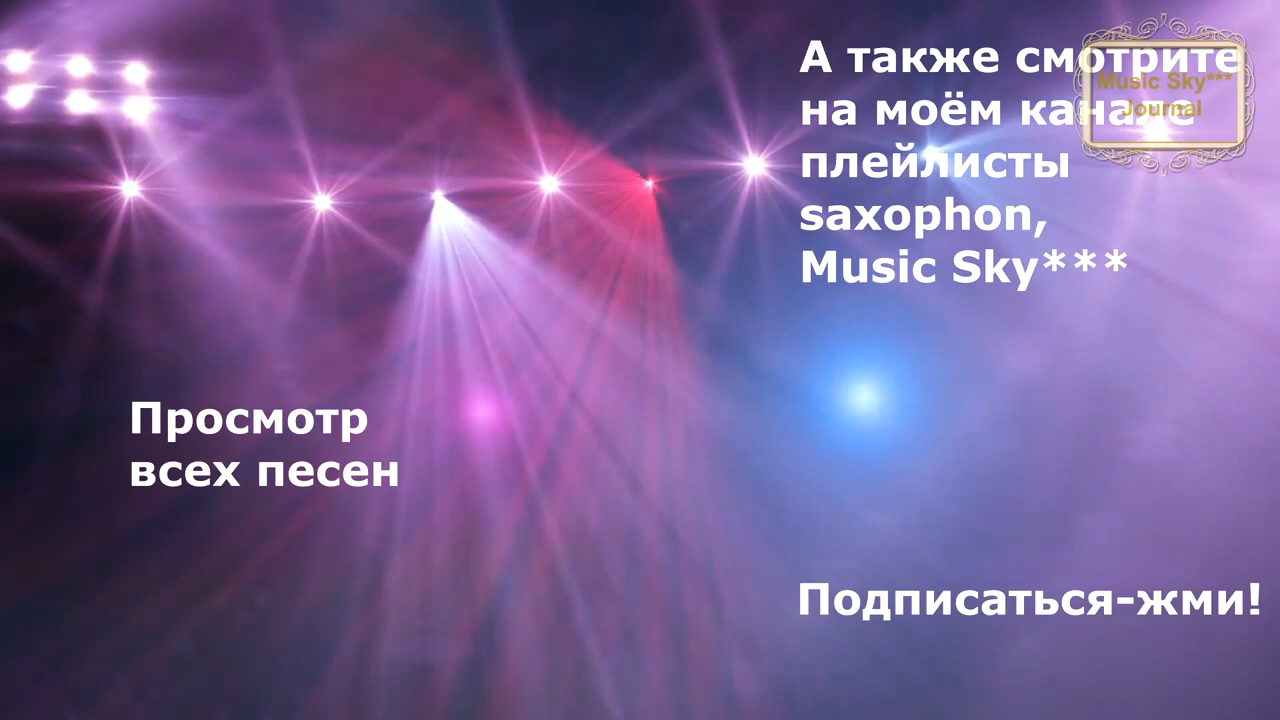 А также смотрите
на моём канале
плейлисты
saxophon,
Music Sky***
Music Sky***
Journal
Просмотр
всех песен
Подписаться-жми!